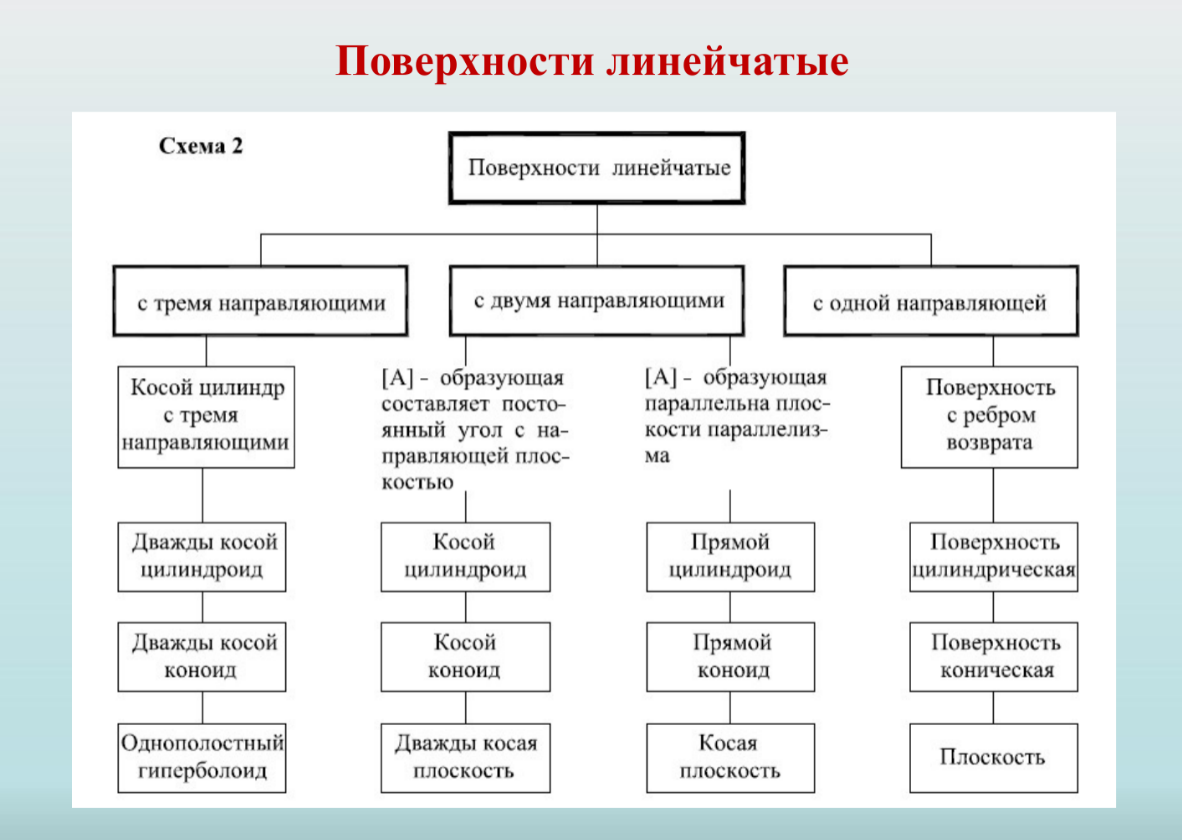 Поверхности линейчатые
Схема 2
Поверхности линейчатые
с тремя направляющими
с двумя направляющими
с одной направляющей
Косой цилиндр
с тремя
направляющими
[А] - образующая
составляет посто-
янный угол с на-
правляющей плос-
костью
[А] - образующая
параллельна плос-
кости параллелиз-
ма
Поверхность
с ребром
возврата
Дважды косой
цилиндроид
Косой
цилиндроид
Прямой
цилиндроид
Поверхность
цилиндрическая
Дважды косой
коноид
Косой
коноид
Прямой
коноид
Поверхность
коническая
Однополостный
гиперболоид
Дважды косая
плоскость
Косая
плоскость
Плоскость